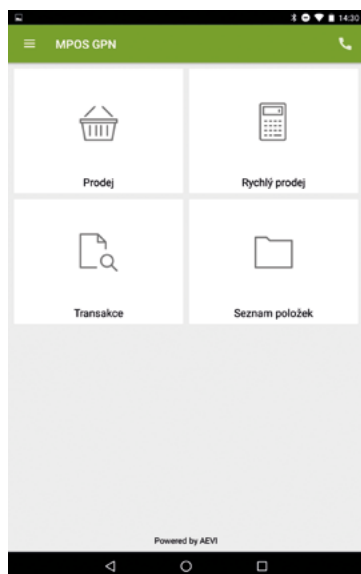 14:30
MPOS GPN
Prodej
Rychlý prodej
Transakce
Seznam položek
Powered by AEVI